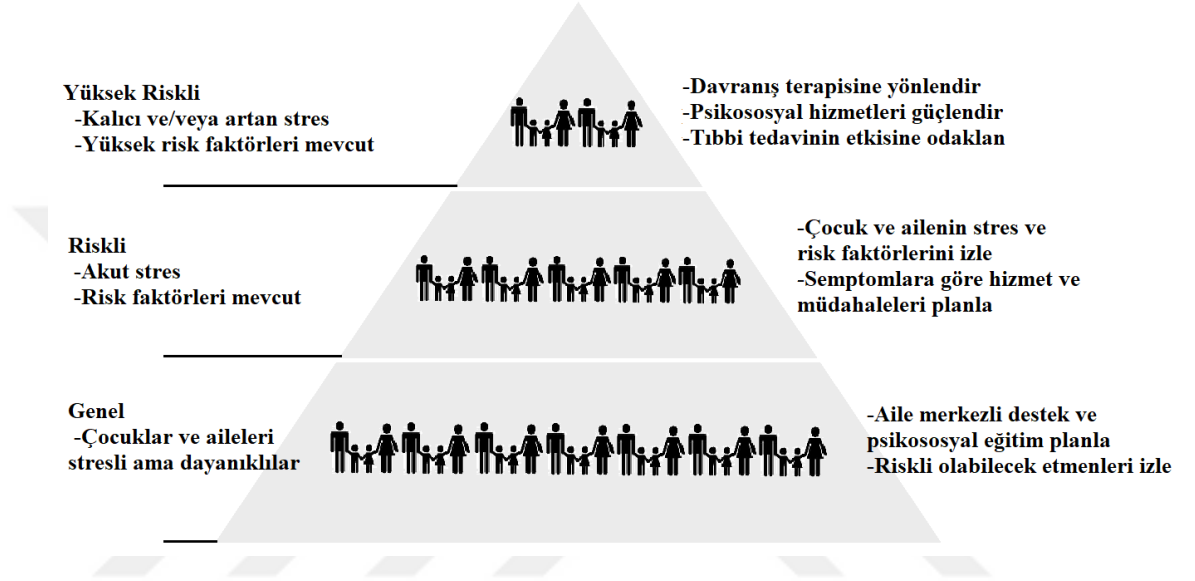 Yüksek Riskli
-Kalıcı ve/veya artan stres
-Yüksek risk faktörleri mevcut
-Davranış terapisine yönlendir
-Psikososyal hizmetleri güçlendir
-Tıbbi tedavinin etkisine odaklan
Riskli
-Akut stres
-Risk faktörleri mevcut
-Çocuk ve ailenin stres ve
risk faktörlerini izle
-Semptomlara göre hizmet ve
müdahaleleri planla
Genel
-Çocuklar ve aileleri
stresli ama dayanıklılar
-Aile merkezli destek ve
psikososyal eğitim planla
-Riskli olabilecek etmenleri izle